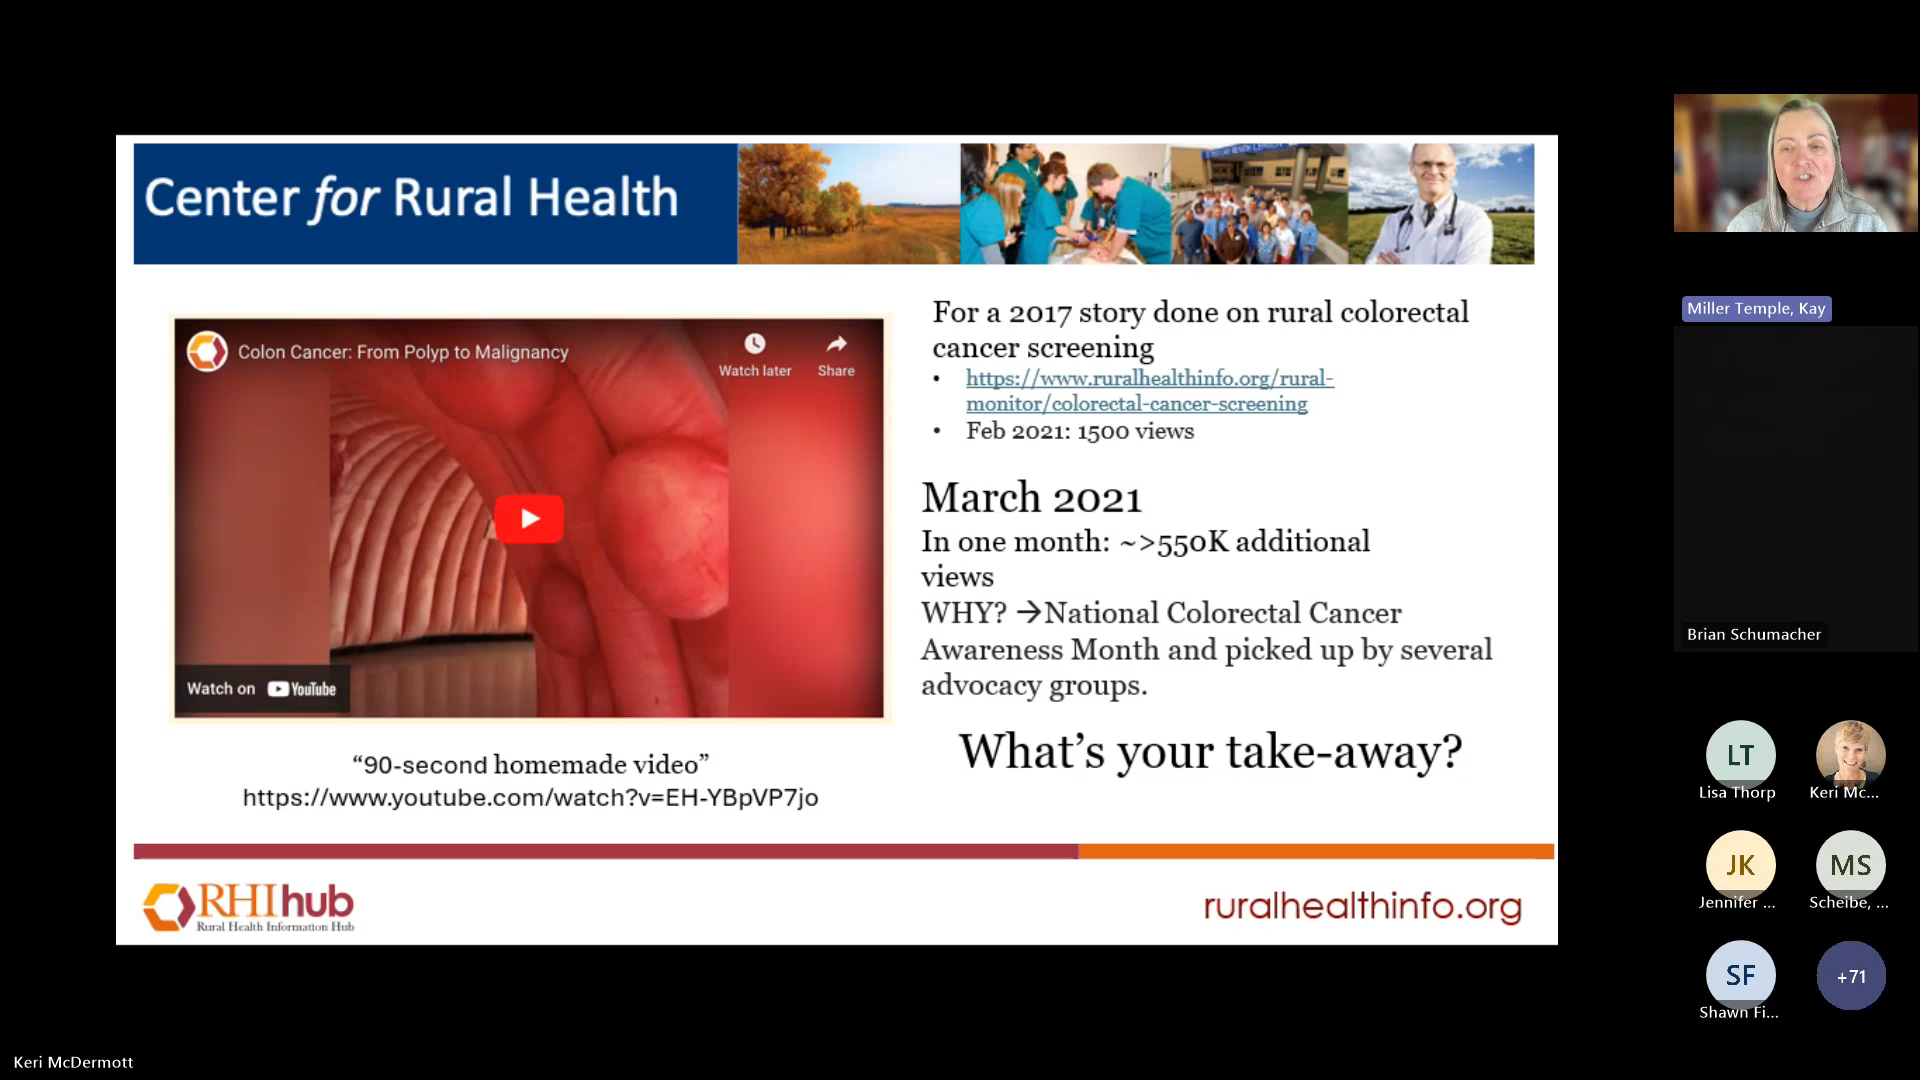 Center for Rural Health
Colon Cancer: From Polyp to Malignancy
Watch later
Share
Watch on YouTube
"90-second homemade video"
https://www.youtube.com/watch?v=EH-YBpVP7jo
For a 2017 story done on rural colorectal
cancer screening
• https://www.ruralhealthinfo.org/rural-
monitor/colorectal-cancer-screening
• Feb 2021: 1500 views
March 2021
In one month: ~>550K additional
views
WHY? →National Colorectal Cancer
Awareness Month and picked up by several
advocacy groups.
What's your take-away?
RHIhub
Rural Health Information Hub
ruralhealthinfo.org
Miller Temple, Kay
Brian Schumacher
LT
Lisa Thorp
Keri Mc...
JK
Jennifer ...
MS
Scheibe, ...
SF
Shawn Fi...
+71
Keri McDermott